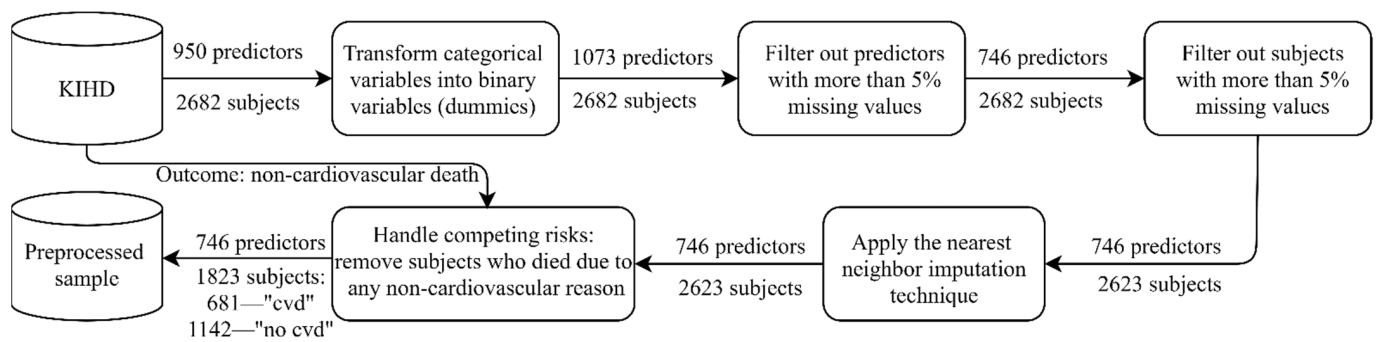 950 predictors
2682 subjects
KIHD
Transform categorical
variables into binary
variables (dummies)
1073 predictors
2682 subjects
Filter out predictors
with more than 5%
missing values
746 predictors
2682 subjects
Filter out subjects
with more than 5%
missing values
Outcome: non-cardiovascular death
Preprocessed
sample
746 predictors
1823 subjects:
681—"cvd"
1142—"no cvd"
Handle competing risks:
remove subjects who died due to
any non-cardiovascular reason
746 predictors
2623 subjects
Apply the nearest
neighbor imputation
technique
746 predictors
2623 subjects